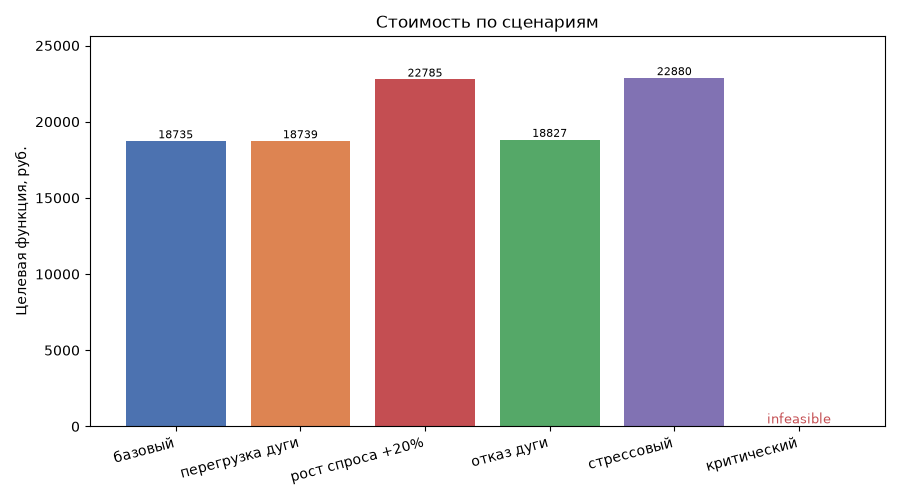 Стоимость по сценариям
Целевая функция, руб.
25000
20000
15000
10000
5000
0
18735
18739
22785
18827
22880
infeasible
базовый
перегрузка дуги
рост спроса +20%
отказ дуги
стрессовый
критический